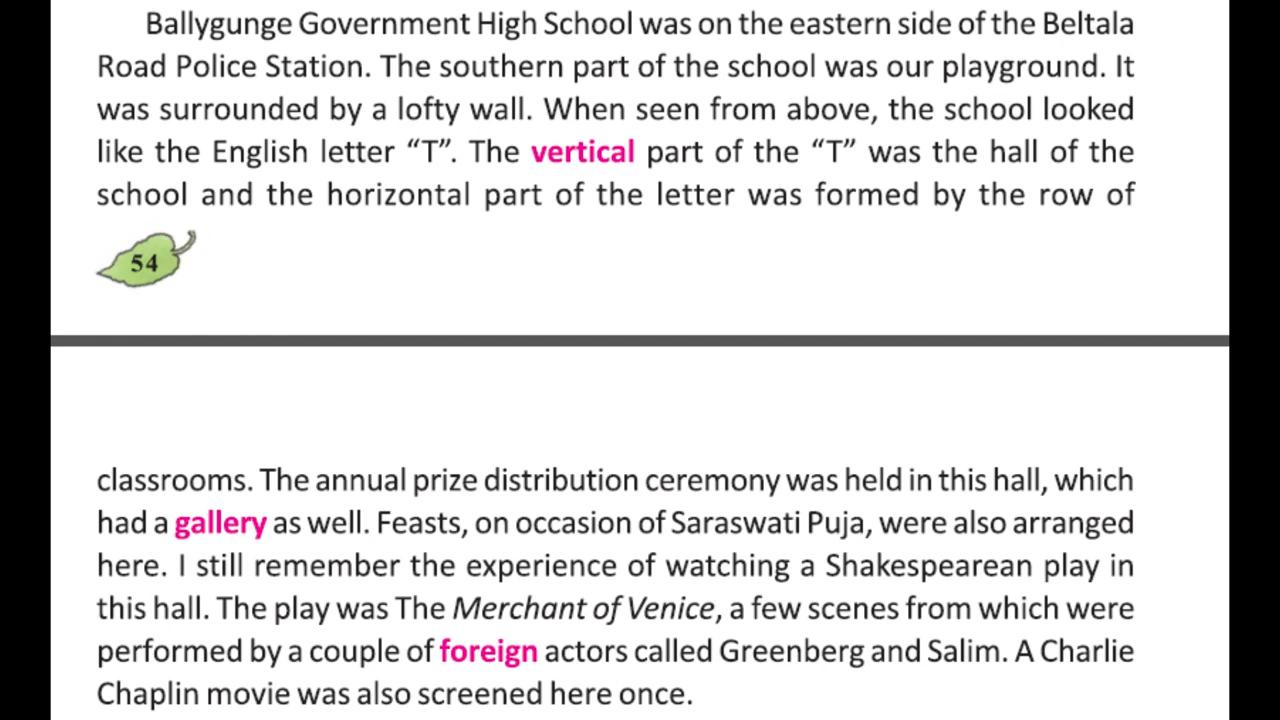 Ballygunge Government High School was on the eastern side of the Beltala
Road Police Station. The southern part of the school was our playground. It
was surrounded by a lofty wall. When seen from above, the school looked
like the English letter “T”. The vertical part of the “T” was the hall of the
school and the horizontal part of the letter was formed by the row of
54
classrooms. The annual prize distribution ceremony was held in this hall, which
had a gallery as well. Feasts, on occasion of Saraswati Puja, were also arranged
here. I still remember the experience of watching a Shakespearean play in
this hall. The play was The Merchant of Venice, a few scenes from which were
performed by a couple of foreign actors called Greenberg and Salim. A Charlie
Chaplin movie was also screened here once.